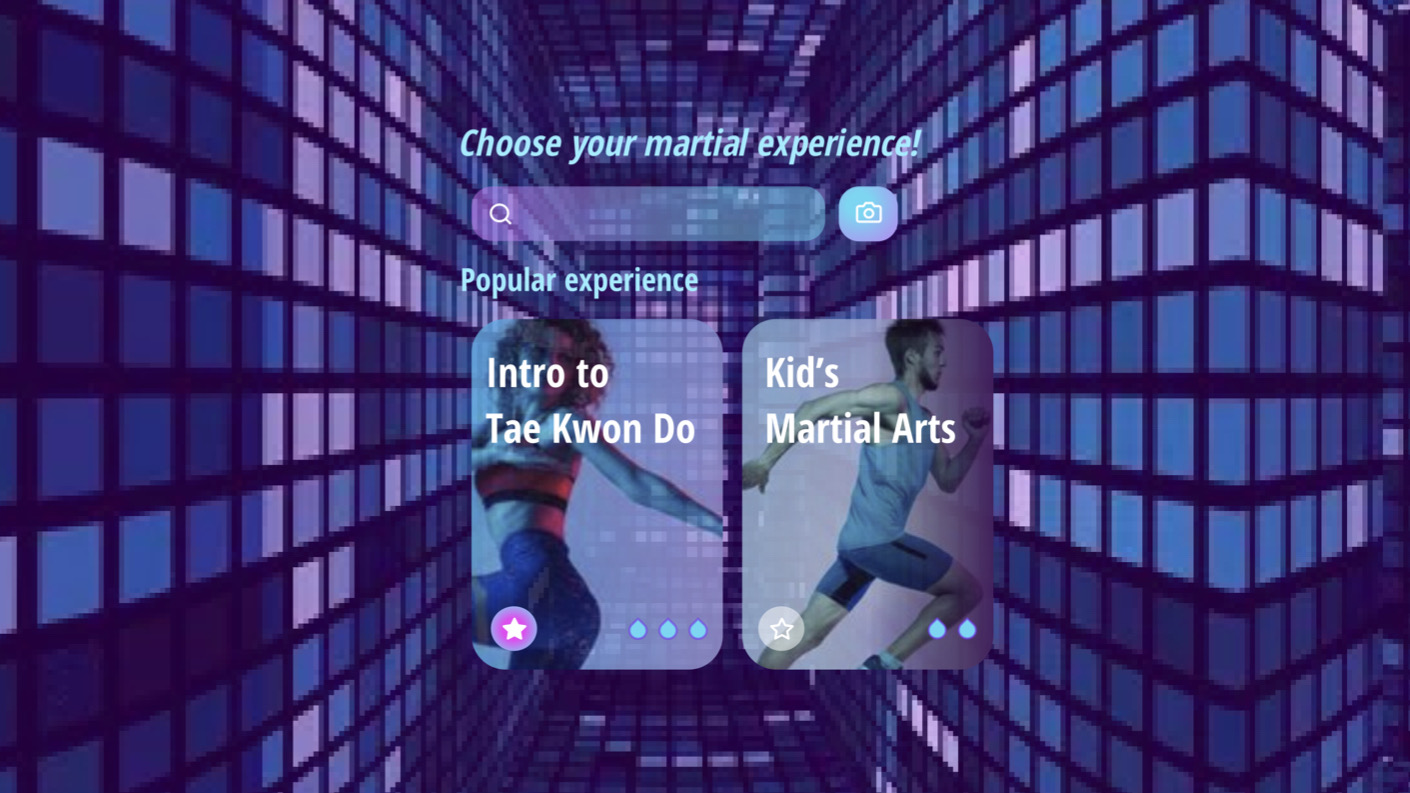 Choose your martial experience!
Popular experience
Intro to
Tae Kwon Do
Kid’s
Martial Arts